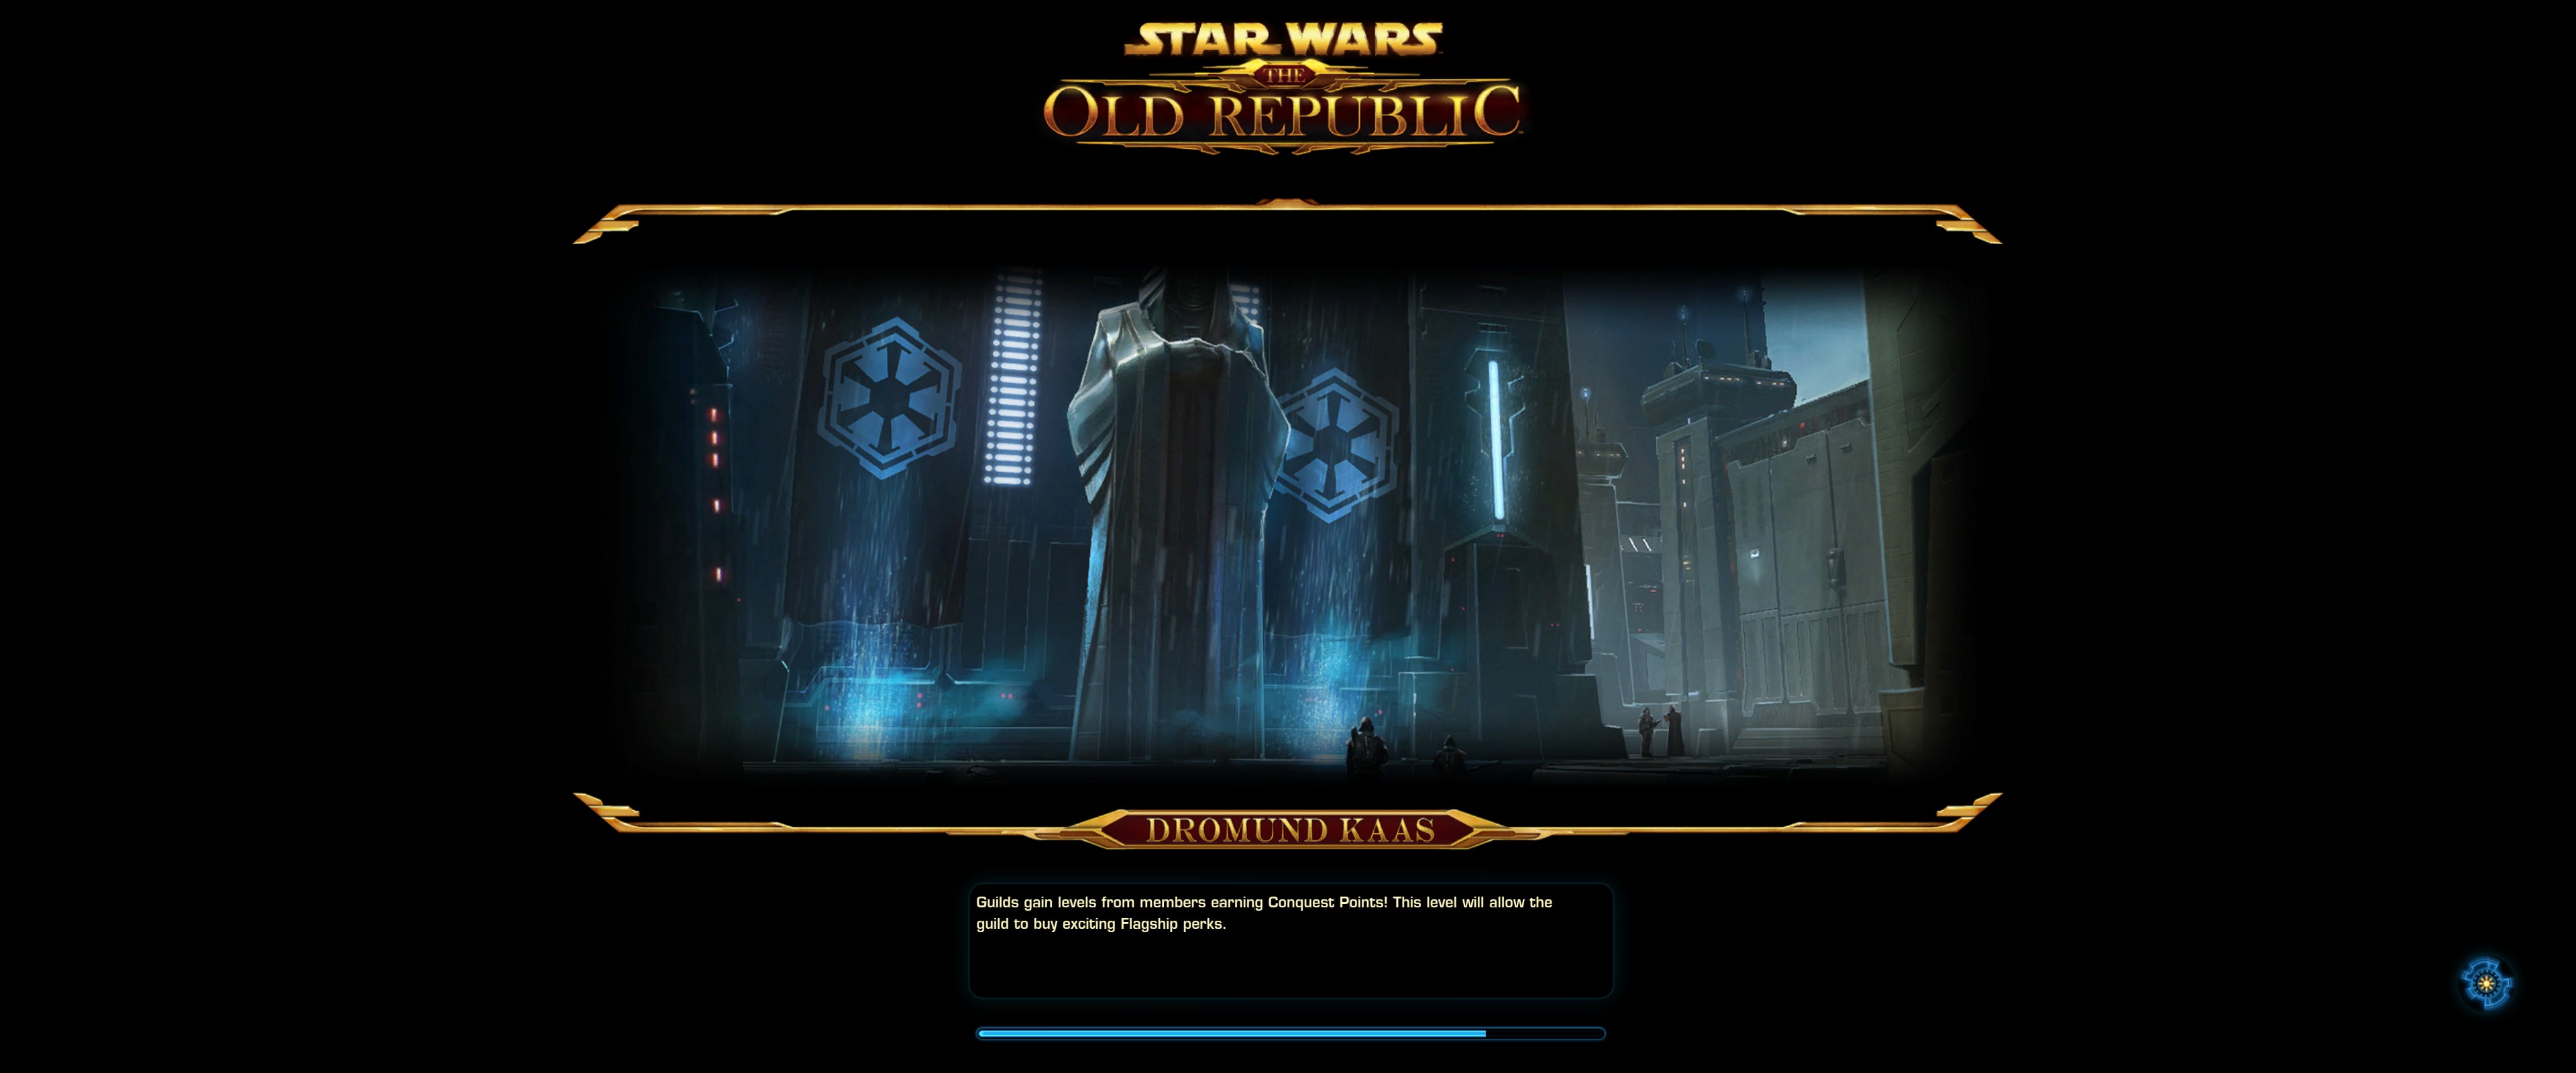 STAR WARS
THE
OLD REPUBLIC
DROMUND KAAS
Guilds gain levels from members earning Conquest Points! This level will allow the
guild to buy exciting Flagship perks.